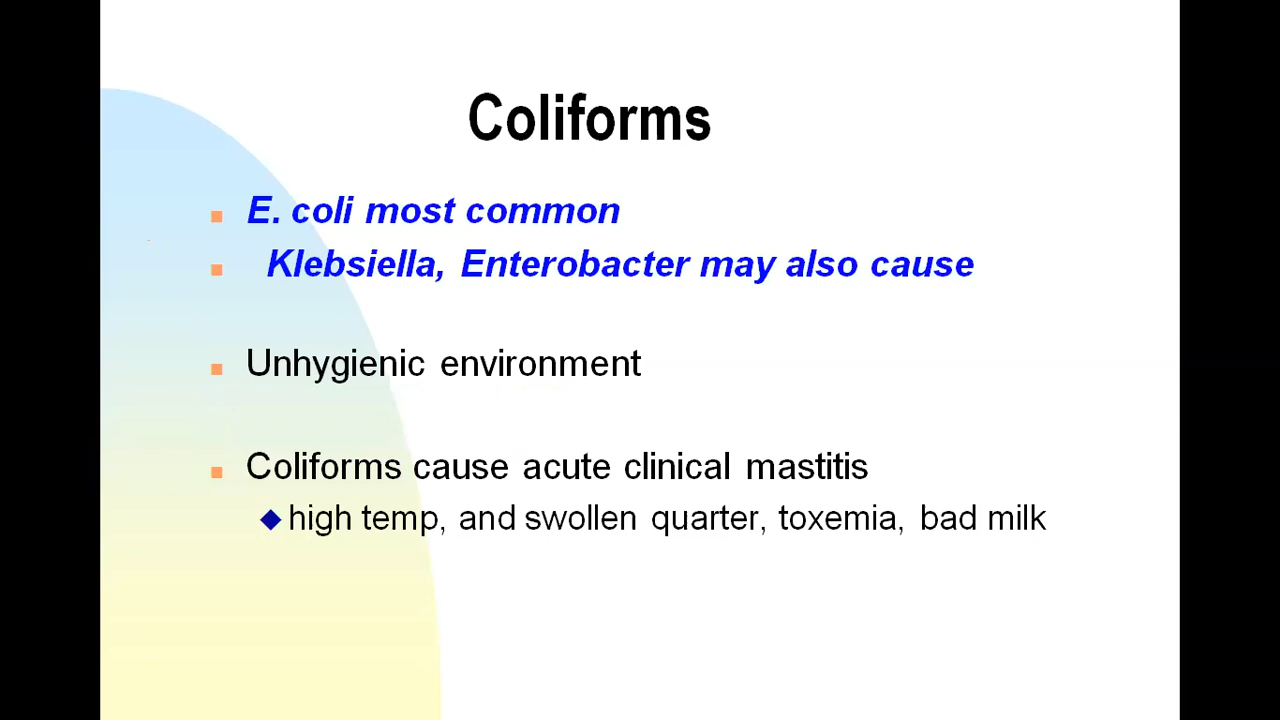 Coliforms
E. coli most common
Klebsiella, Enterobacter may also cause
Unhygienic environment
Coliforms cause acute clinical mastitis
high temp, and swollen quarter, toxemia, bad milk